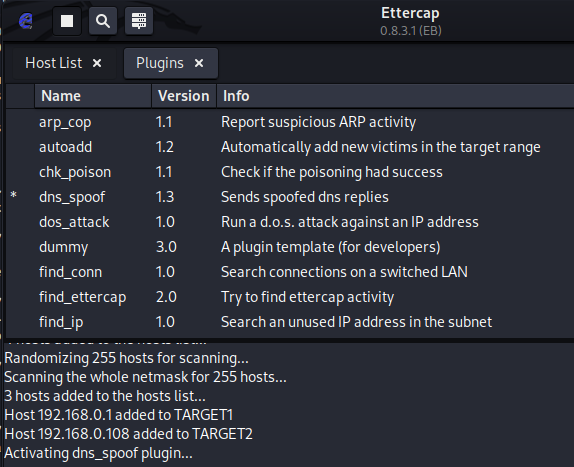 Ettercap
0.8.3.1 (EB)
Host List ×
Plugins ×
Name Version Info
arp_cop 1.1 Report suspicious ARP activity
autoadd 1.2 Automatically add new victims in the target range
chk_poison 1.1 Check if the poisoning had success
* dns_spoof 1.3 Sends spoofed dns replies
dos_attack 1.0 Run a d.o.s. attack against an IP address
dummy 3.0 A plugin template (for developers)
find_conn 1.0 Search connections on a switched LAN
find_ettercap 2.0 Try to find ettercap activity
find_ip 1.0 Search an unused IP address in the subnet
hosts added to the hosts list...
Randomizing 255 hosts for scanning...
Scanning the whole netmask for 255 hosts...
3 hosts added to the hosts list...
Host 192.168.0.1 added to TARGET1
Host 192.168.0.108 added to TARGET2
Activating dns_spoof plugin...